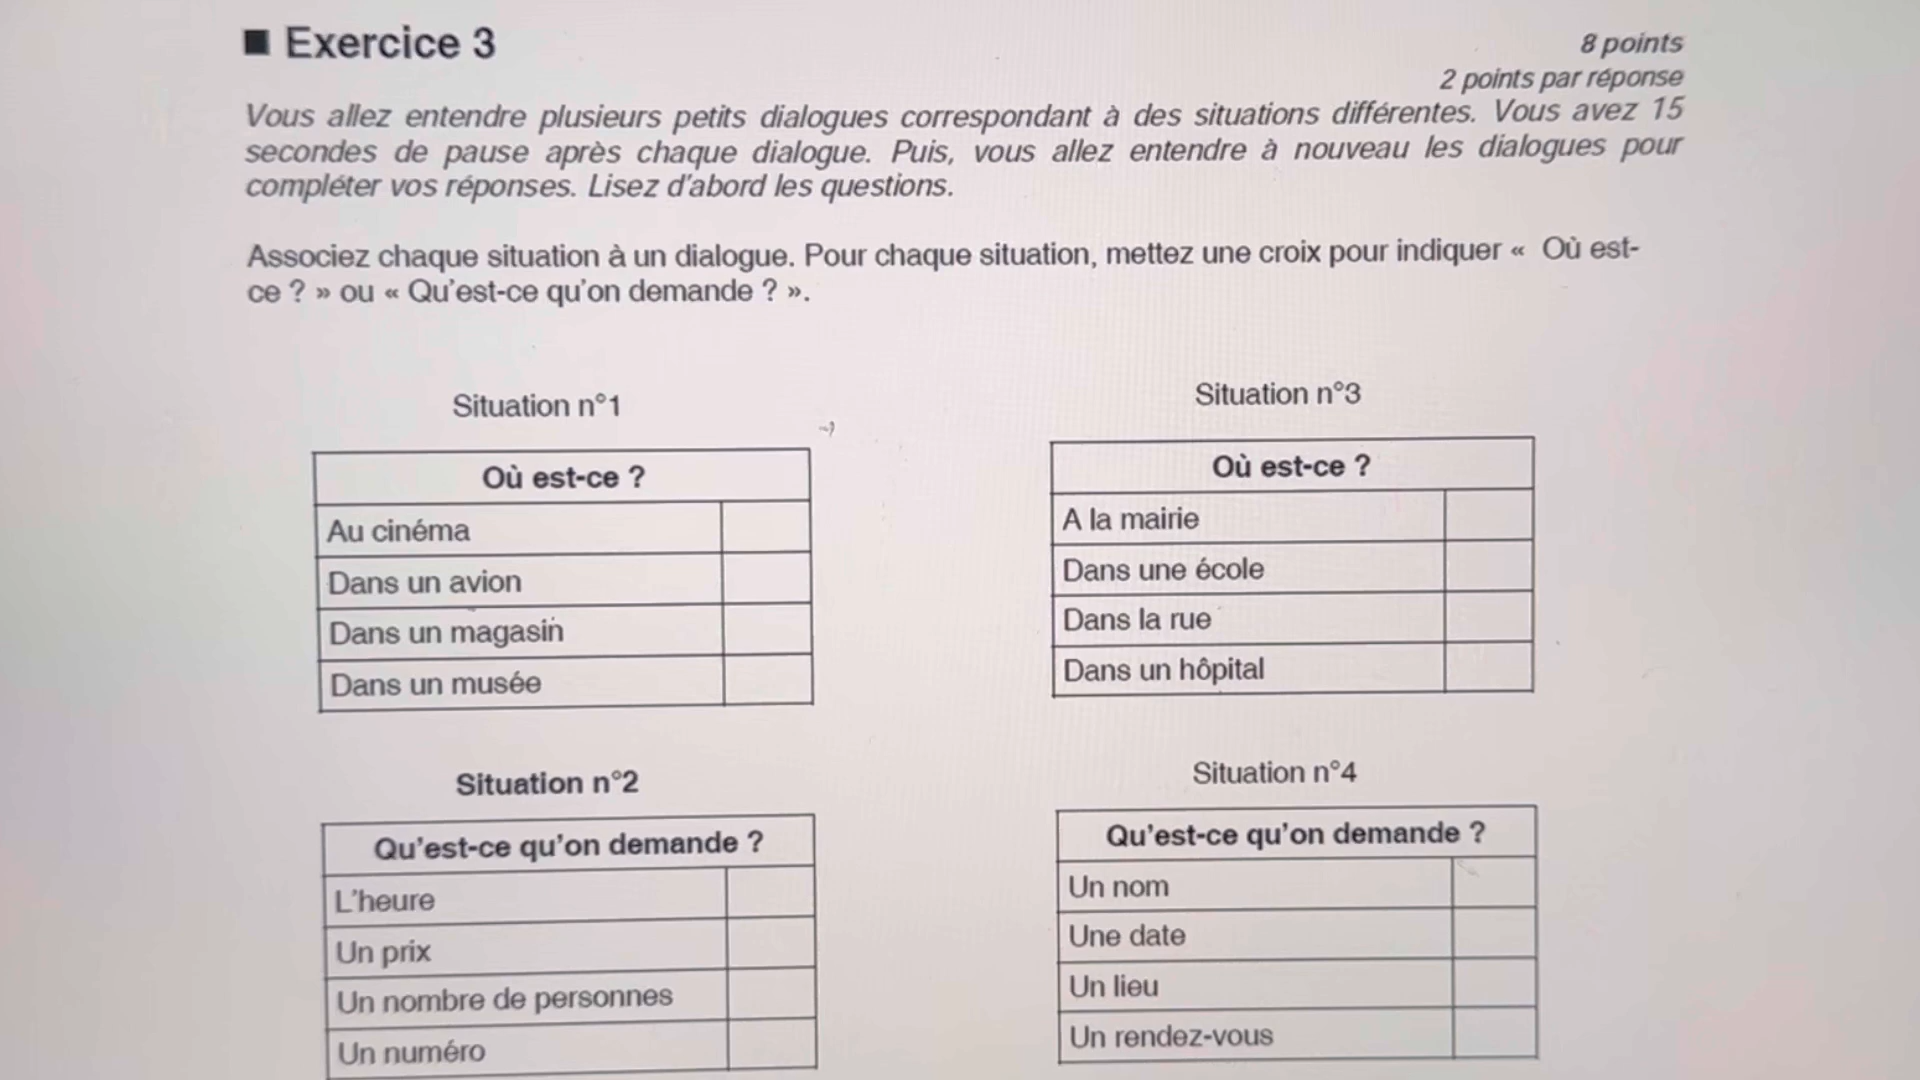 ■ Exercice 3
8 points
2 points par réponse
Vous allez entendre plusieurs petits dialogues correspondant à des situations différentes. Vous avez 15
secondes de pause après chaque dialogue. Puis, vous allez entendre à nouveau les dialogues pour
compléter vos réponses. Lisez d'abord les questions.
Associez chaque situation à un dialogue. Pour chaque situation, mettez une croix pour indiquer « Où est-
ce ? » ou « Qu'est-ce qu'on demande ? ».
Situation n°1
Où est-ce ?
Au cinéma
Dans un avion
Dans un magasin
Dans un musée
Situation n°2
Qu'est-ce qu'on demande ?
L'heure
Un prix
Un nombre de personnes
Un numéro
Situation n°3
Où est-ce ?
A la mairie
Dans une école
Dans la rue
Dans un hôpital
Situation n°4
Qu'est-ce qu'on demande ?
Un nom
Une date
Un lieu
Un rendez-vous